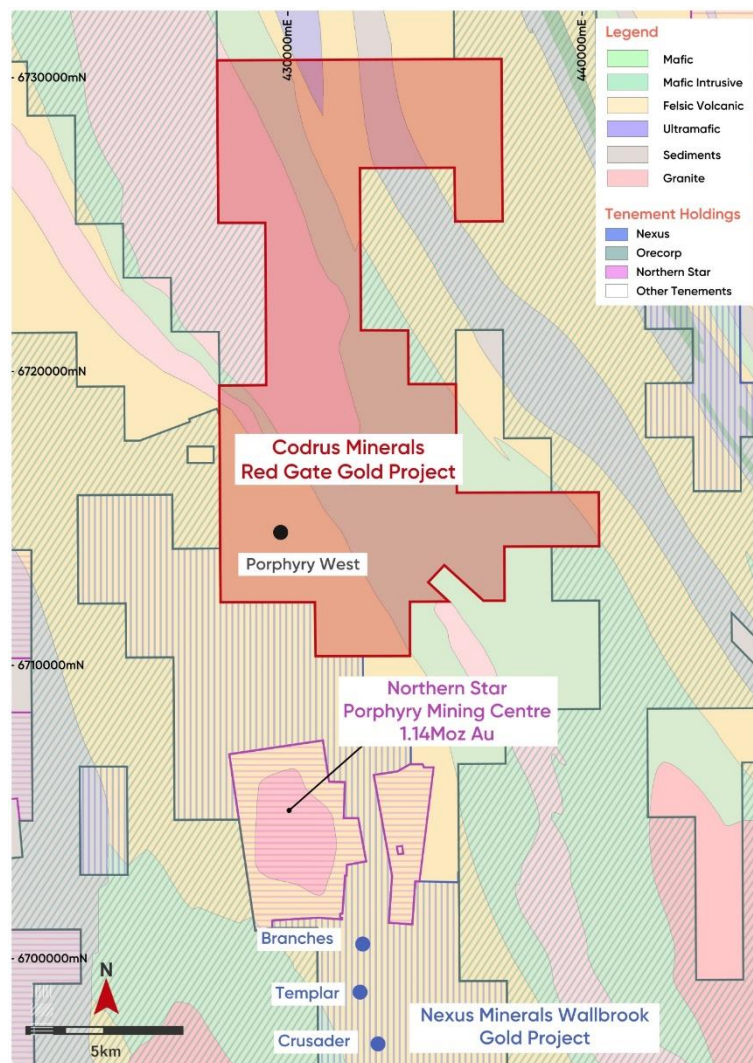 430000mE
440000mE
6730000mN
Legend
Mafic
Mafic Intrusive
Felsic Volcanic
Ultramafic
Sediments
Granite
Tenement Holdings
Nexus
Orecorp
Northern Star
Other Tenements
6720000mN
Codrus Minerals
Red Gate Gold Project
Porphyry West
6710000mN
Northern Star
Porphyry Mining Centre
1.14Moz Au
Branches
6700000mN
N
Templar
Nexus Minerals Wallbrook
Gold Project
Crusader
5km